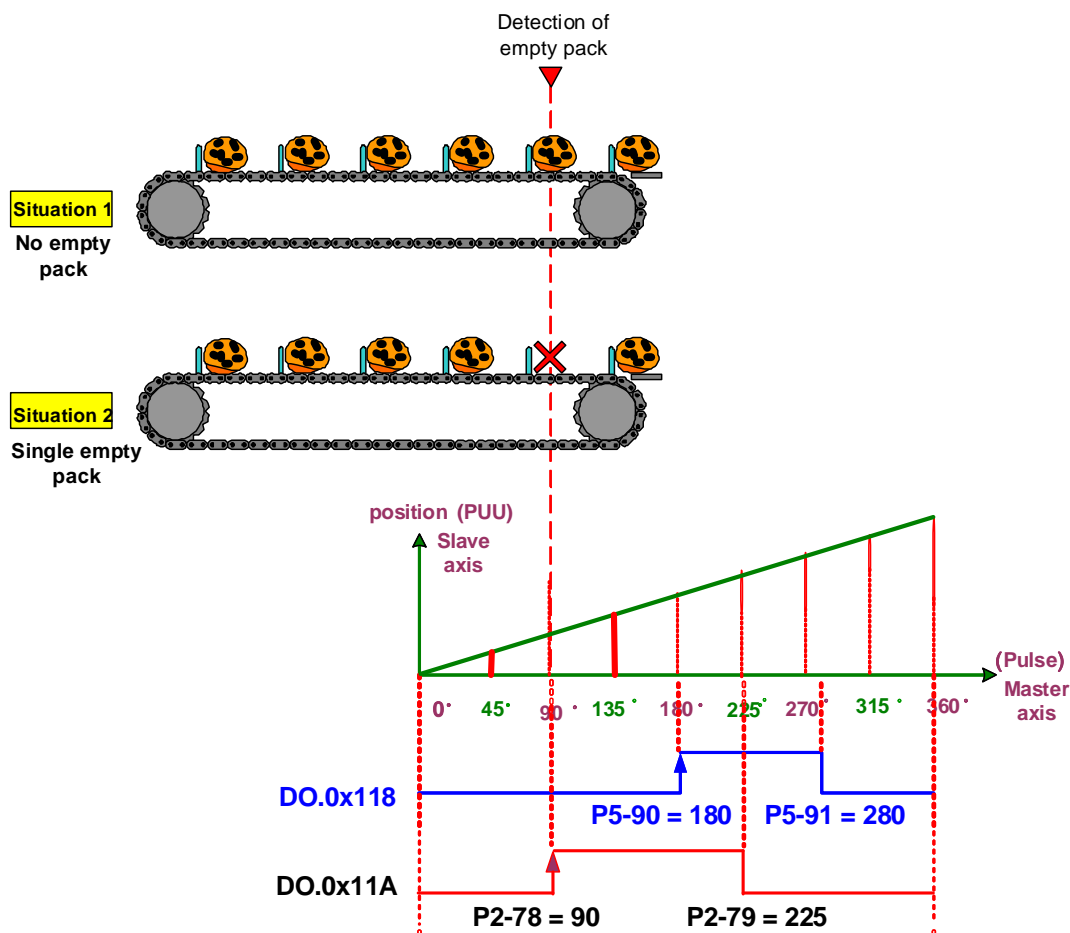 Detection of
empty pack
Situation 1
No empty
pack
Situation 2
Single empty
pack
position (PUU)
Slave
axis
(Pulse)
Master
axis
0° 45° 90° 135° 180° 225° 270° 315° 360°
DO.0x118
P5-90 = 180 P5-91 = 280
DO.0x11A
P2-78 = 90 P2-79 = 225